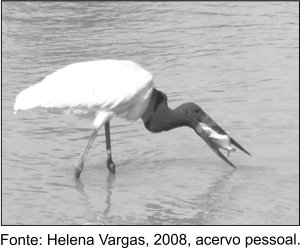 Fonte: Helena Vargas, 2008, acervo pessoal.